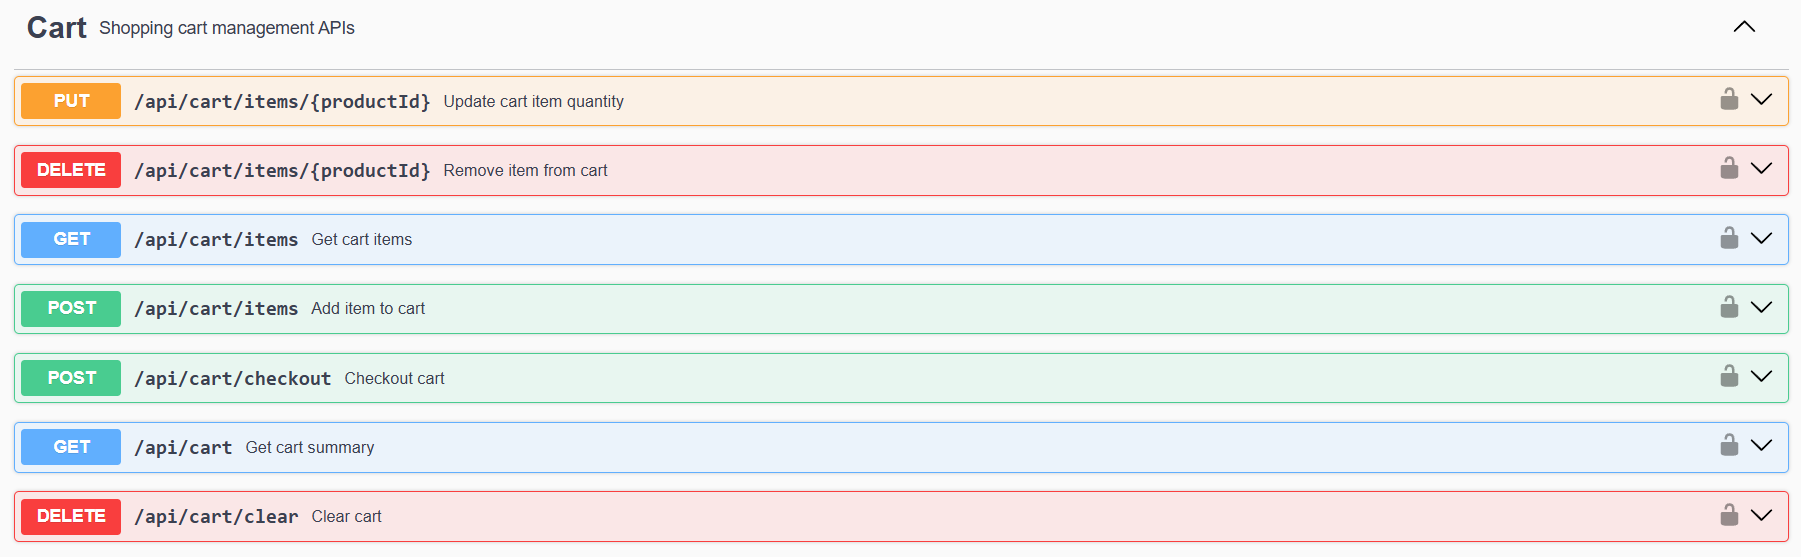 Cart Shopping cart management APIs
PUT /api/cart/items/{productId} Update cart item quantity
DELETE /api/cart/items/{productId} Remove item from cart
GET /api/cart/items Get cart items
POST /api/cart/items Add item to cart
POST /api/cart/checkout Checkout cart
GET /api/cart Get cart summary
DELETE /api/cart/clear Clear cart